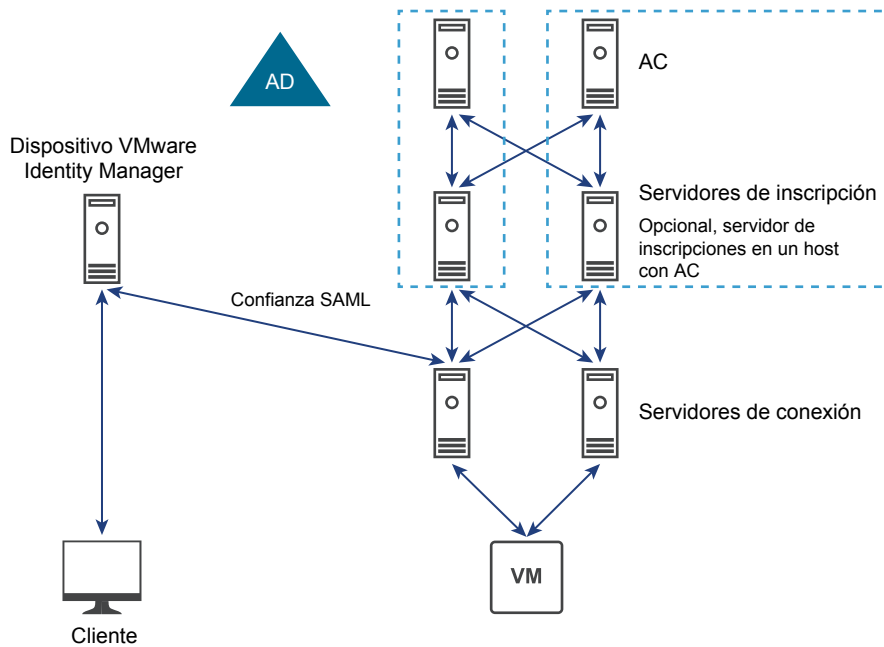 AD
AC
Dispositivo VMware
Identity Manager
Servidores de inscripción
Opcional, servidor de
inscripciones en un host
con AC
Confianza SAML
Servidores de conexión
VM
Cliente